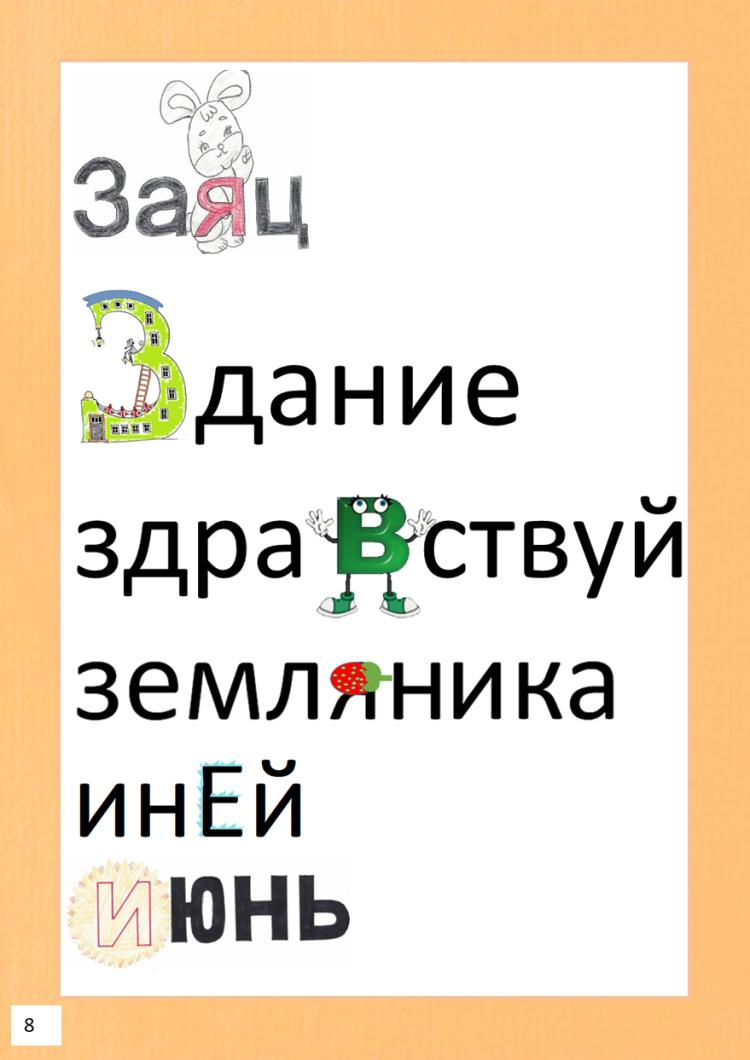 Заяц
Здание
здраВствуй
земляника
инЕй
июнь
8